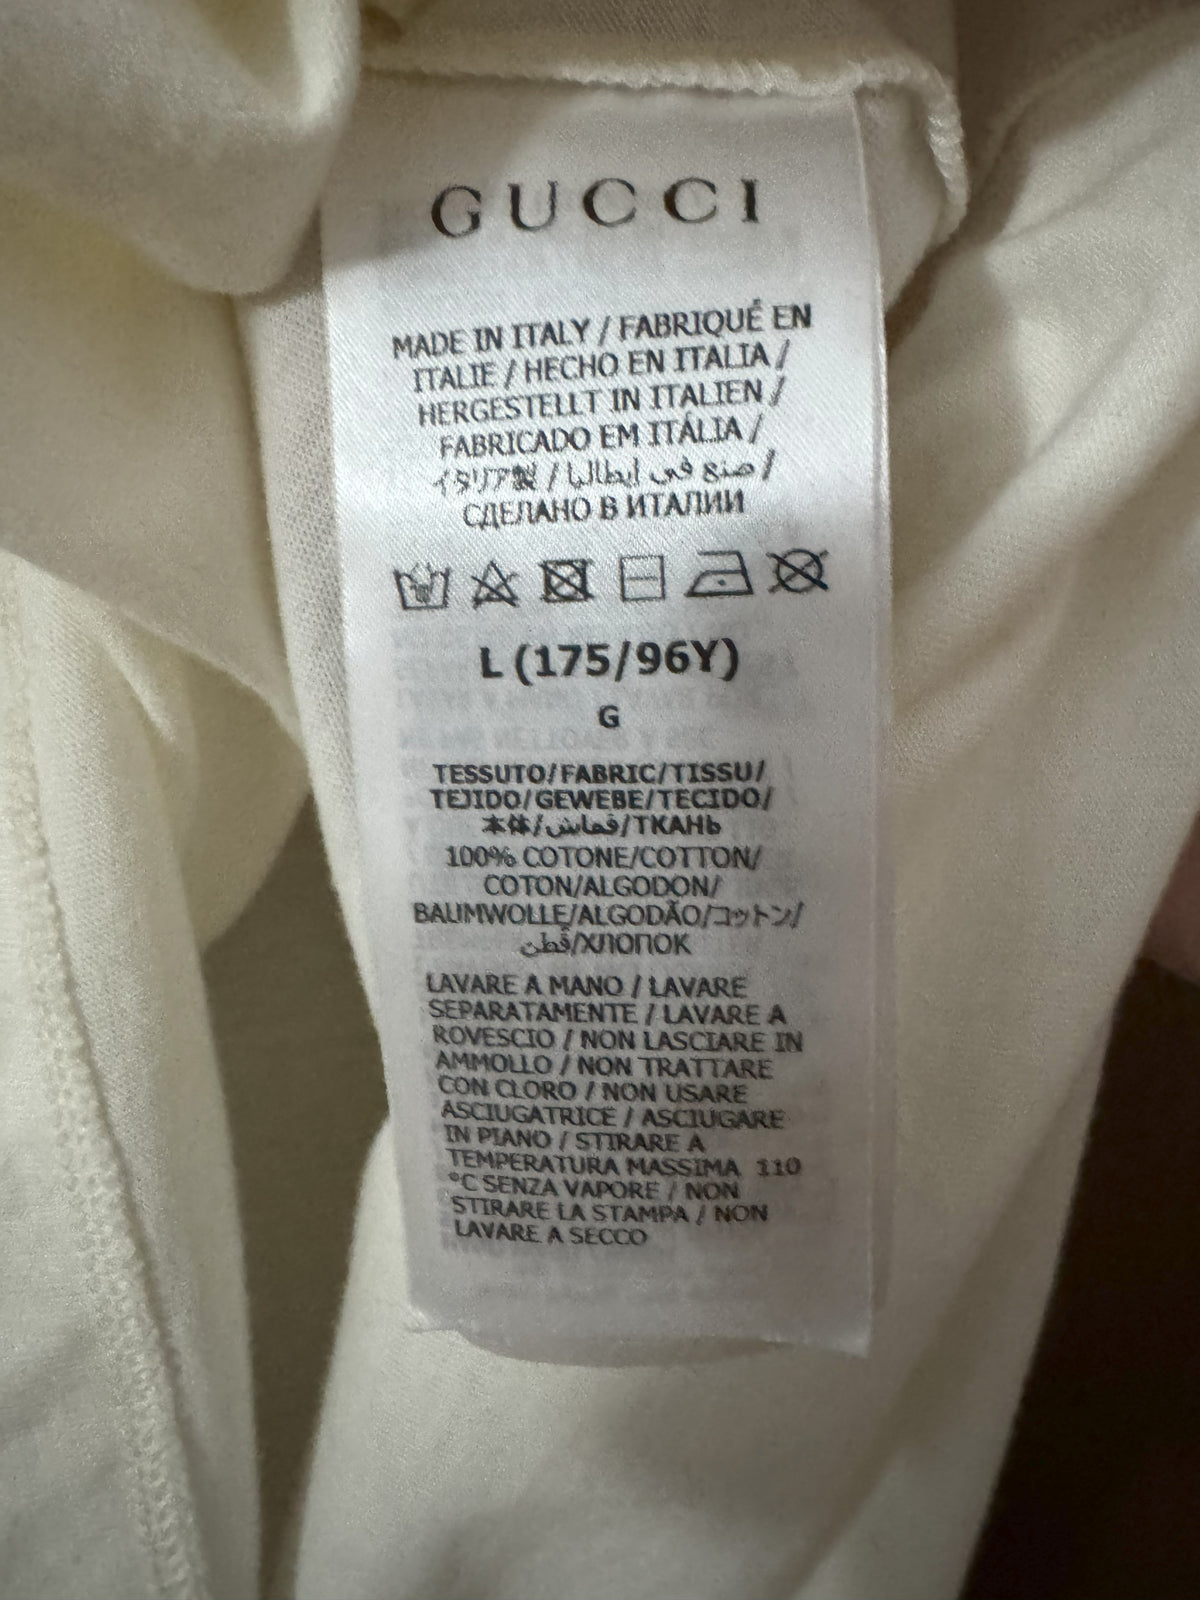 GUCCI
MADE IN ITALY / FABRIQUÉ EN
ITALIE / HECHO EN ITALIA /
HERGESTELLT IN ITALIEN /
FABRICADO EM ITÁLIA /
イタリア製 / صنع في إيطاليا /
СДЕЛАНО В ИТАЛИИ
L (175/96Y)
G
TESSUTO/FABRIC/TISSU/
TEJIDO/GEWEBE/TECIDO/
本体/قماش/ТКАНЬ
100% COTONE/COTTON/
COTON/ALGODON/
BAUMWOLLE/ALGODÃO/コットン/
قطن/ХЛОПОК
LAVARE A MANO / LAVARE
SEPARATAMENTE / LAVARE A
ROVESCIO / NON LASCIARE IN
AMMOLLO / NON TRATTARE
CON CLORO / NON USARE
ASCIUGATRICE / ASCIUGARE
IN PIANO / STIRARE A
TEMPERATURA MASSIMA 110
°C SENZA VAPORE / NON
STIRARE LA STAMPA / NON
LAVARE A SECCO